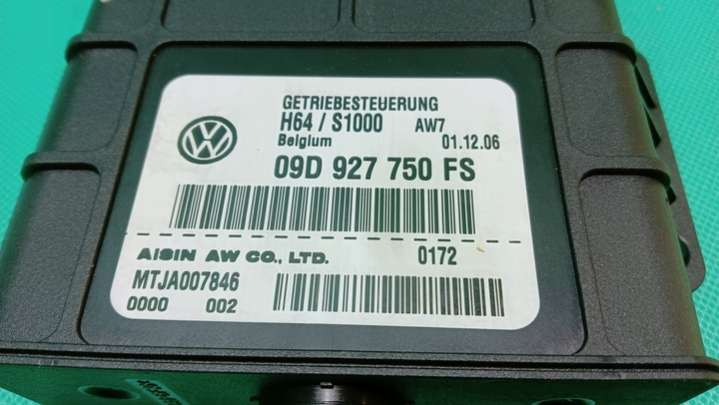 GETRIEBESTEUERUNG
H64 / S1000 AW7
Belgium 01.12.06
09D 927 750 FS
AISIN AW CO., LTD. 0172
MTJA007846
0000 002